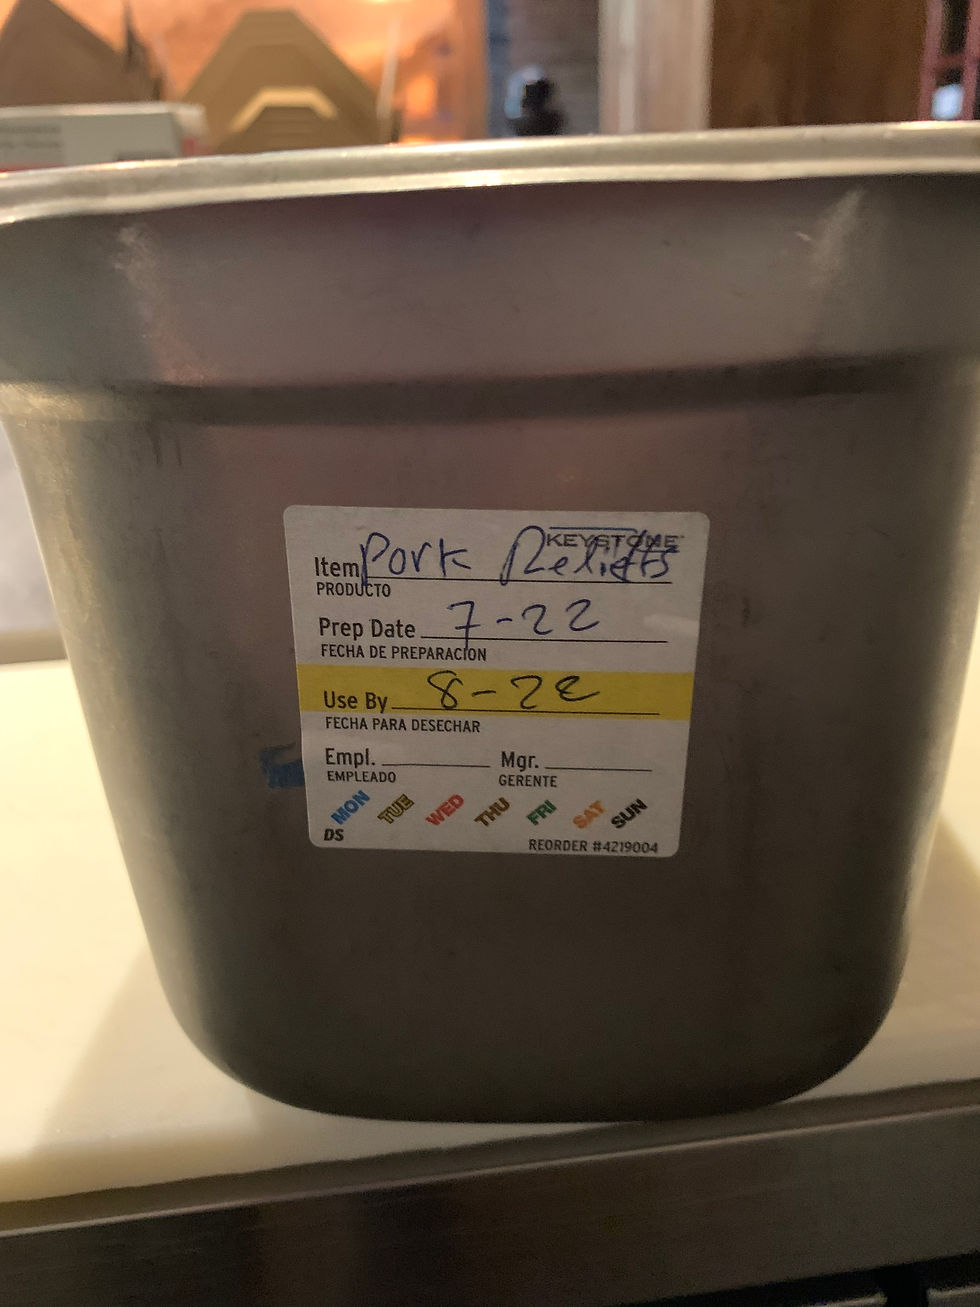 KEYSTONE
Item Pork
PRODUCTO
Prep Date 7-22
FECHA DE PREPARACIÓN
Use By 8-22
FECHA PARA DESECHAR
Empl. Mgr.
EMPLEADO GERENTE
MON TUE WED THU FRI SAT SUN
DS
REORDER #4219004